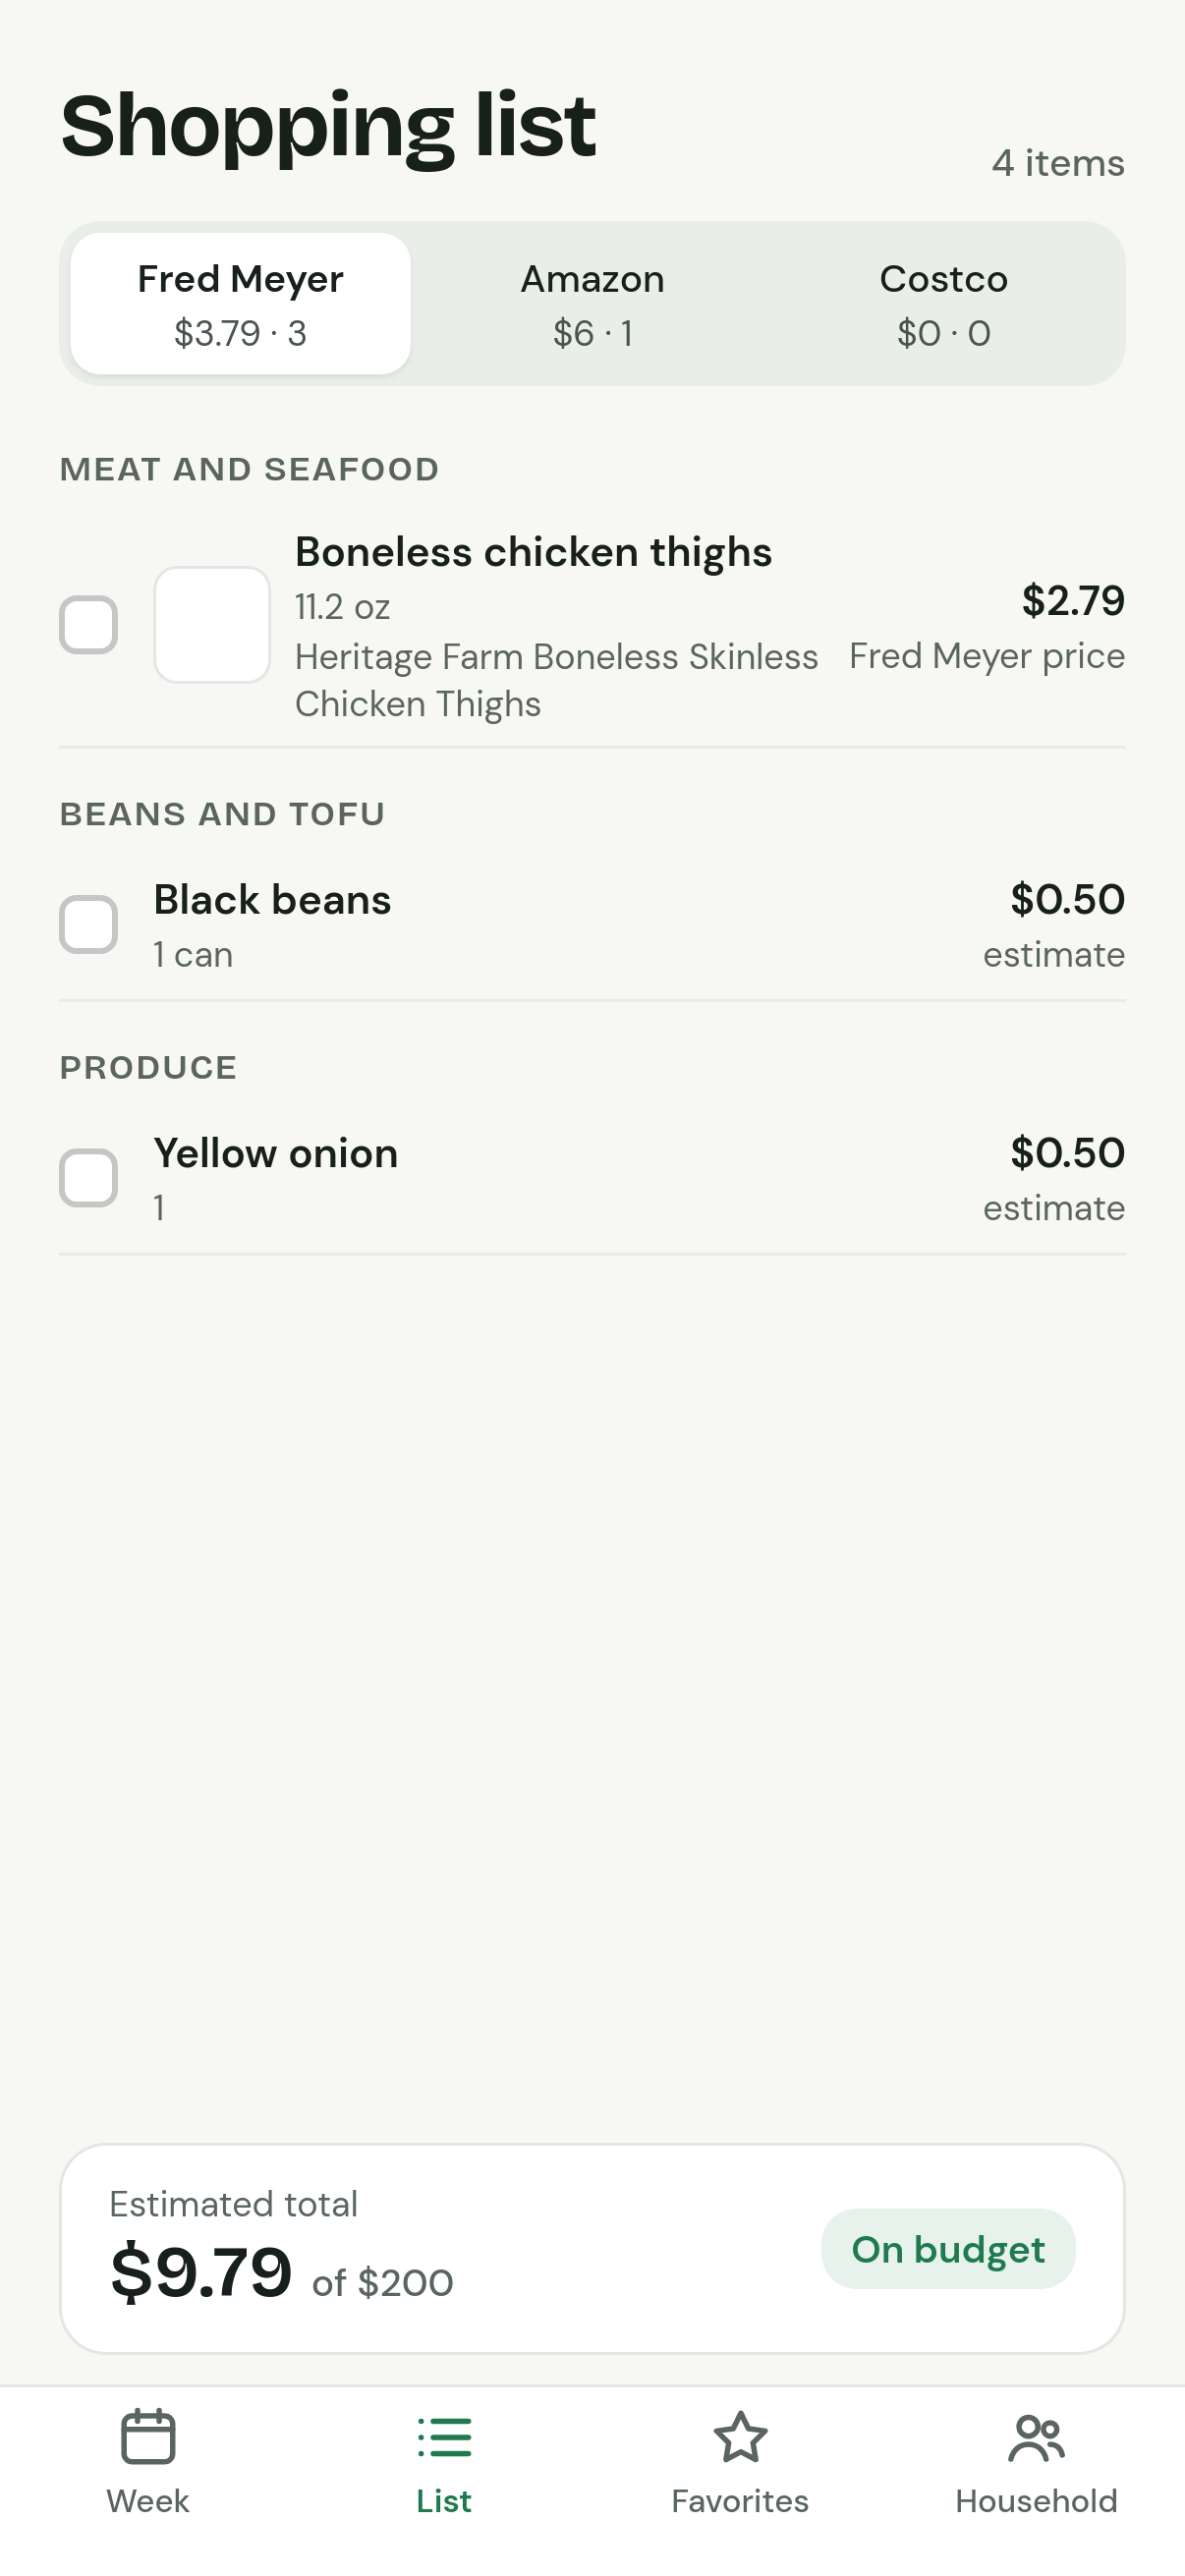 Shopping list
4 items
Fred Meyer
$3.79 · 3
Amazon
$6 · 1
Costco
$0 · 0
MEAT AND SEAFOOD
Boneless chicken thighs
11.2 oz
Heritage Farm Boneless Skinless
Chicken Thighs
$2.79
Fred Meyer price
BEANS AND TOFU
Black beans
1 can
$0.50
estimate
PRODUCE
Yellow onion
1
$0.50
estimate
Estimated total
$9.79 of $200
On budget
Week
List
Favorites
Household